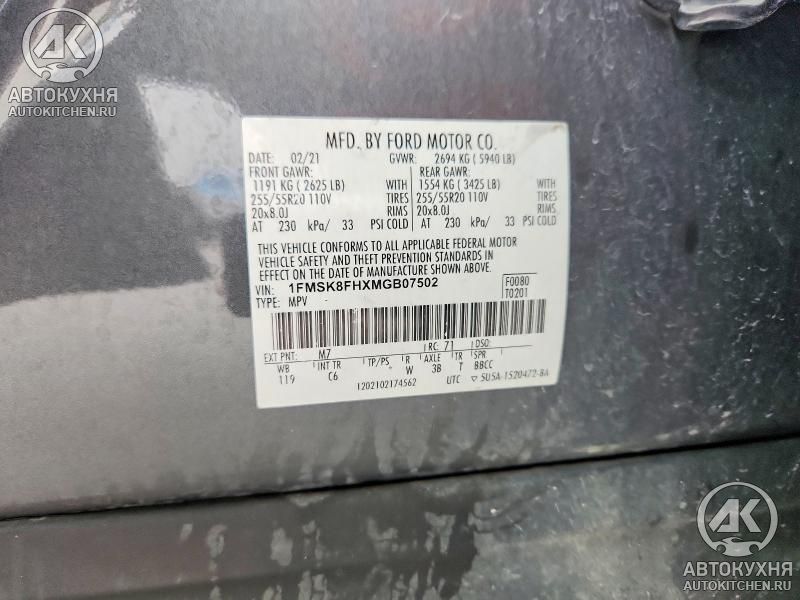 AK
АВТОКУХНЯ
AUTOKITCHEN.RU
MFD. BY FORD MOTOR CO.
DATE: 02/21 GVWR: 2694 KG ( 5940 LB)
FRONT GAWR: REAR GAWR:
1191 KG ( 2625 LB) WITH 1554 KG ( 3425 LB) WITH
255/55R20 110V TIRES 255/55R20 110V TIRES
20x8.0J RIMS 20x8.0J RIMS
AT 230 kPa/ 33 PSI COLD AT 230 kPa/ 33 PSI COLD
THIS VEHICLE CONFORMS TO ALL APPLICABLE FEDERAL MOTOR
VEHICLE SAFETY AND THEFT PREVENTION STANDARDS IN
EFFECT ON THE DATE OF MANUFACTURE SHOWN ABOVE.
VIN: 1FMSK8FHXMGB07502 F0080
TYPE: MPV T0201
EXT PNT: M7 RC: 71 DSO:
WB INT TR TP/PS R AXLE TR SPR
119 C6 W 3B T BBCC
1202102174562 UTC ▽ 5U5A-1520472-BA
AK
АВТОКУХНЯ
AUTOKITCHEN.RU